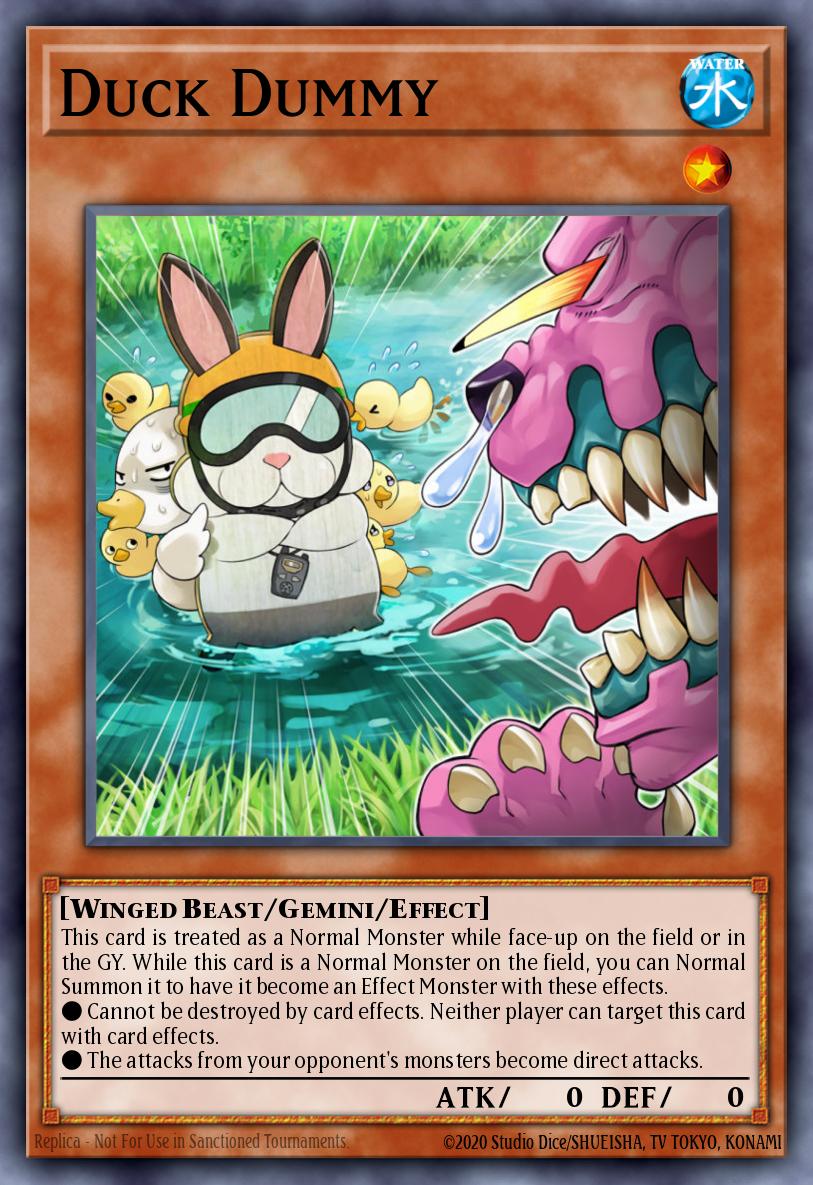 Duck Dummy
WATER
水
[Winged Beast/Gemini/Effect]
This card is treated as a Normal Monster while face-up on the field or in
the GY. While this card is a Normal Monster on the field, you can Normal
Summon it to have it become an Effect Monster with these effects.
● Cannot be destroyed by card effects. Neither player can target this card
with card effects.
● The attacks from your opponent's monsters become direct attacks.
ATK/ 0 DEF/ 0
Replica - Not For Use in Sanctioned Tournaments.
©2020 Studio Dice/SHUEISHA, TV TOKYO, KONAMI